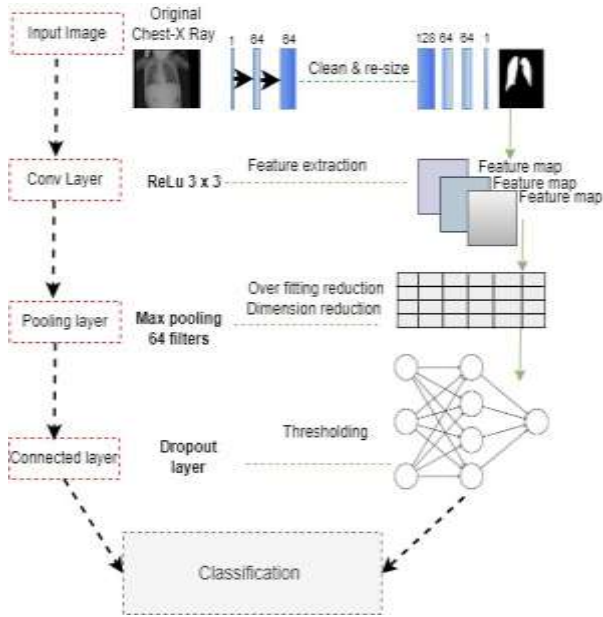 Input Image
Original
Chest-X Ray
1 64 64
Clean & re-size
128 64 64 1
Conv Layer
ReLu 3 x 3
Feature extraction
Feature map
Feature map
Feature map
Pooling layer
Max pooling
64 filters
Over fitting reduction
Dimension reduction
Connected layer
Dropout
layer
Thresholding
Classification